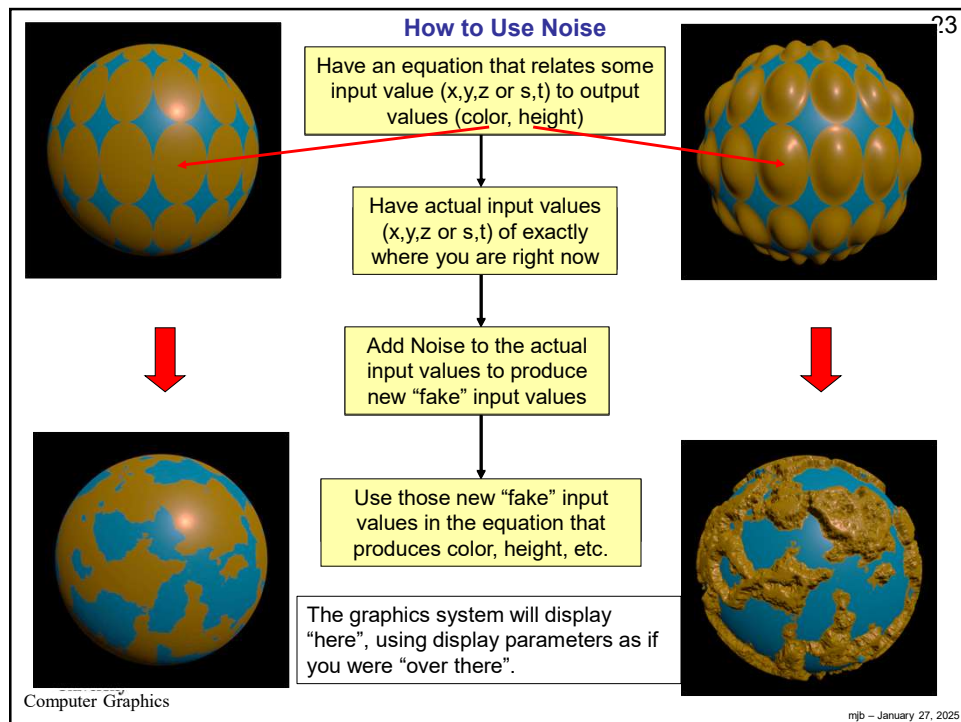 How to Use Noise
23
Have an equation that relates some
input value (x,y,z or s,t) to output
values (color, height)
Have actual input values
(x,y,z or s,t) of exactly
where you are right now
Add Noise to the actual
input values to produce
new “fake” input values
Use those new “fake” input
values in the equation that
produces color, height, etc.
The graphics system will display
“here”, using display parameters as if
you were “over there”.
University
Computer Graphics
mjb – January 27, 2025